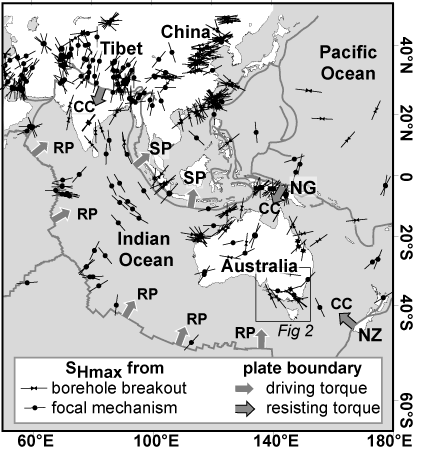 China
Tibet
Pacific
Ocean
CC
RP
SP
SP
NG
CC
RP
Indian
Ocean
Australia
RP
RP
RP
Fig 2
CC
NZ
40°N
20°N
0
20°S
40°S
60°S
SHmax from
borehole breakout
focal mechanism
plate boundary
driving torque
resisting torque
60°E 100°E 140°E 180°E